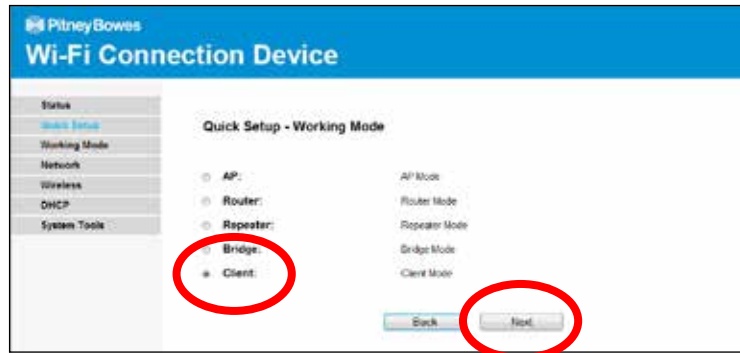 Pitney Bowes
Wi-Fi Connection Device
Status
Quick Setup
Working Mode
Network
Wireless
DHCP
System Tools
Quick Setup - Working Mode
AP: AP Mode
Router: Router Mode
Repeater: Repeater Mode
Bridge: Bridge Mode
Client: Client Mode
Back Next